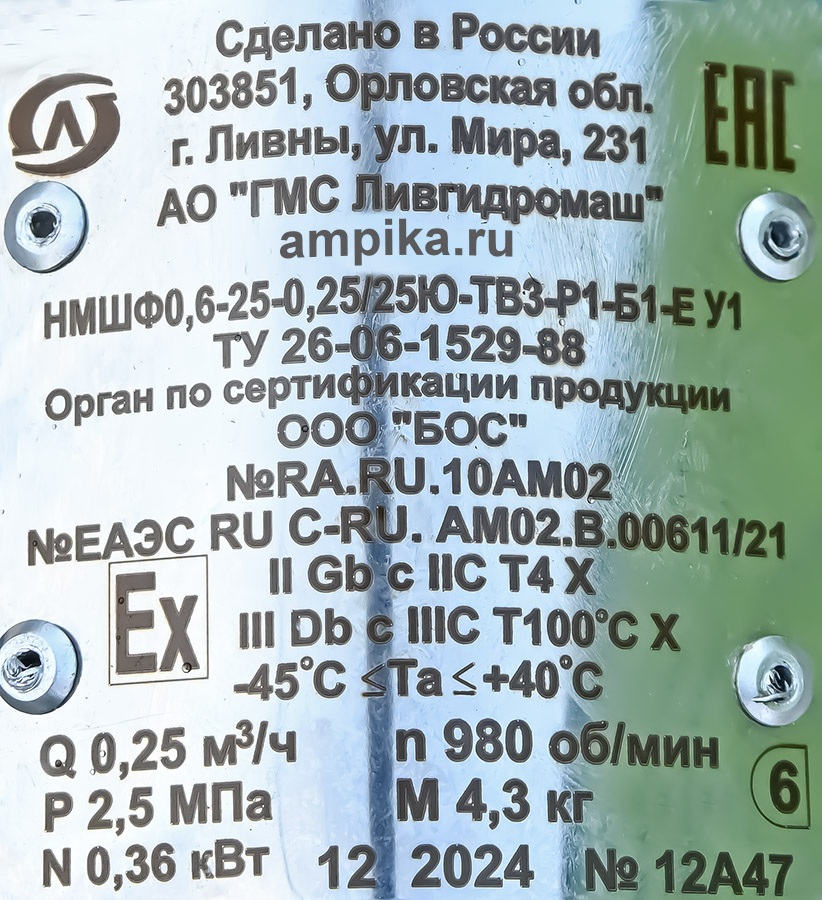 Сделано в России
303851, Орловская обл.
г. Ливны, ул. Мира, 231
EAC
АО "ГМС Ливгидромаш"
ampika.ru
НМШФ0,6-25-0,25/25Ю-ТВ3-Р1-Б1-Е У1
ТУ 26-06-1529-88
Орган по сертификации продукции
ООО "БОС"
№RA.RU.10АМ02
№ЕАЭС RU C-RU. АМ02.В.00611/21
Ex
II Gb c IIC T4 X
III Db c IIIC T100°C X
-45°C ≤Ta≤+40°C
Q 0,25 м³/ч n 980 об/мин
P 2,5 МПа М 4,3 кг
6
N 0,36 кВт 12 2024 № 12А47